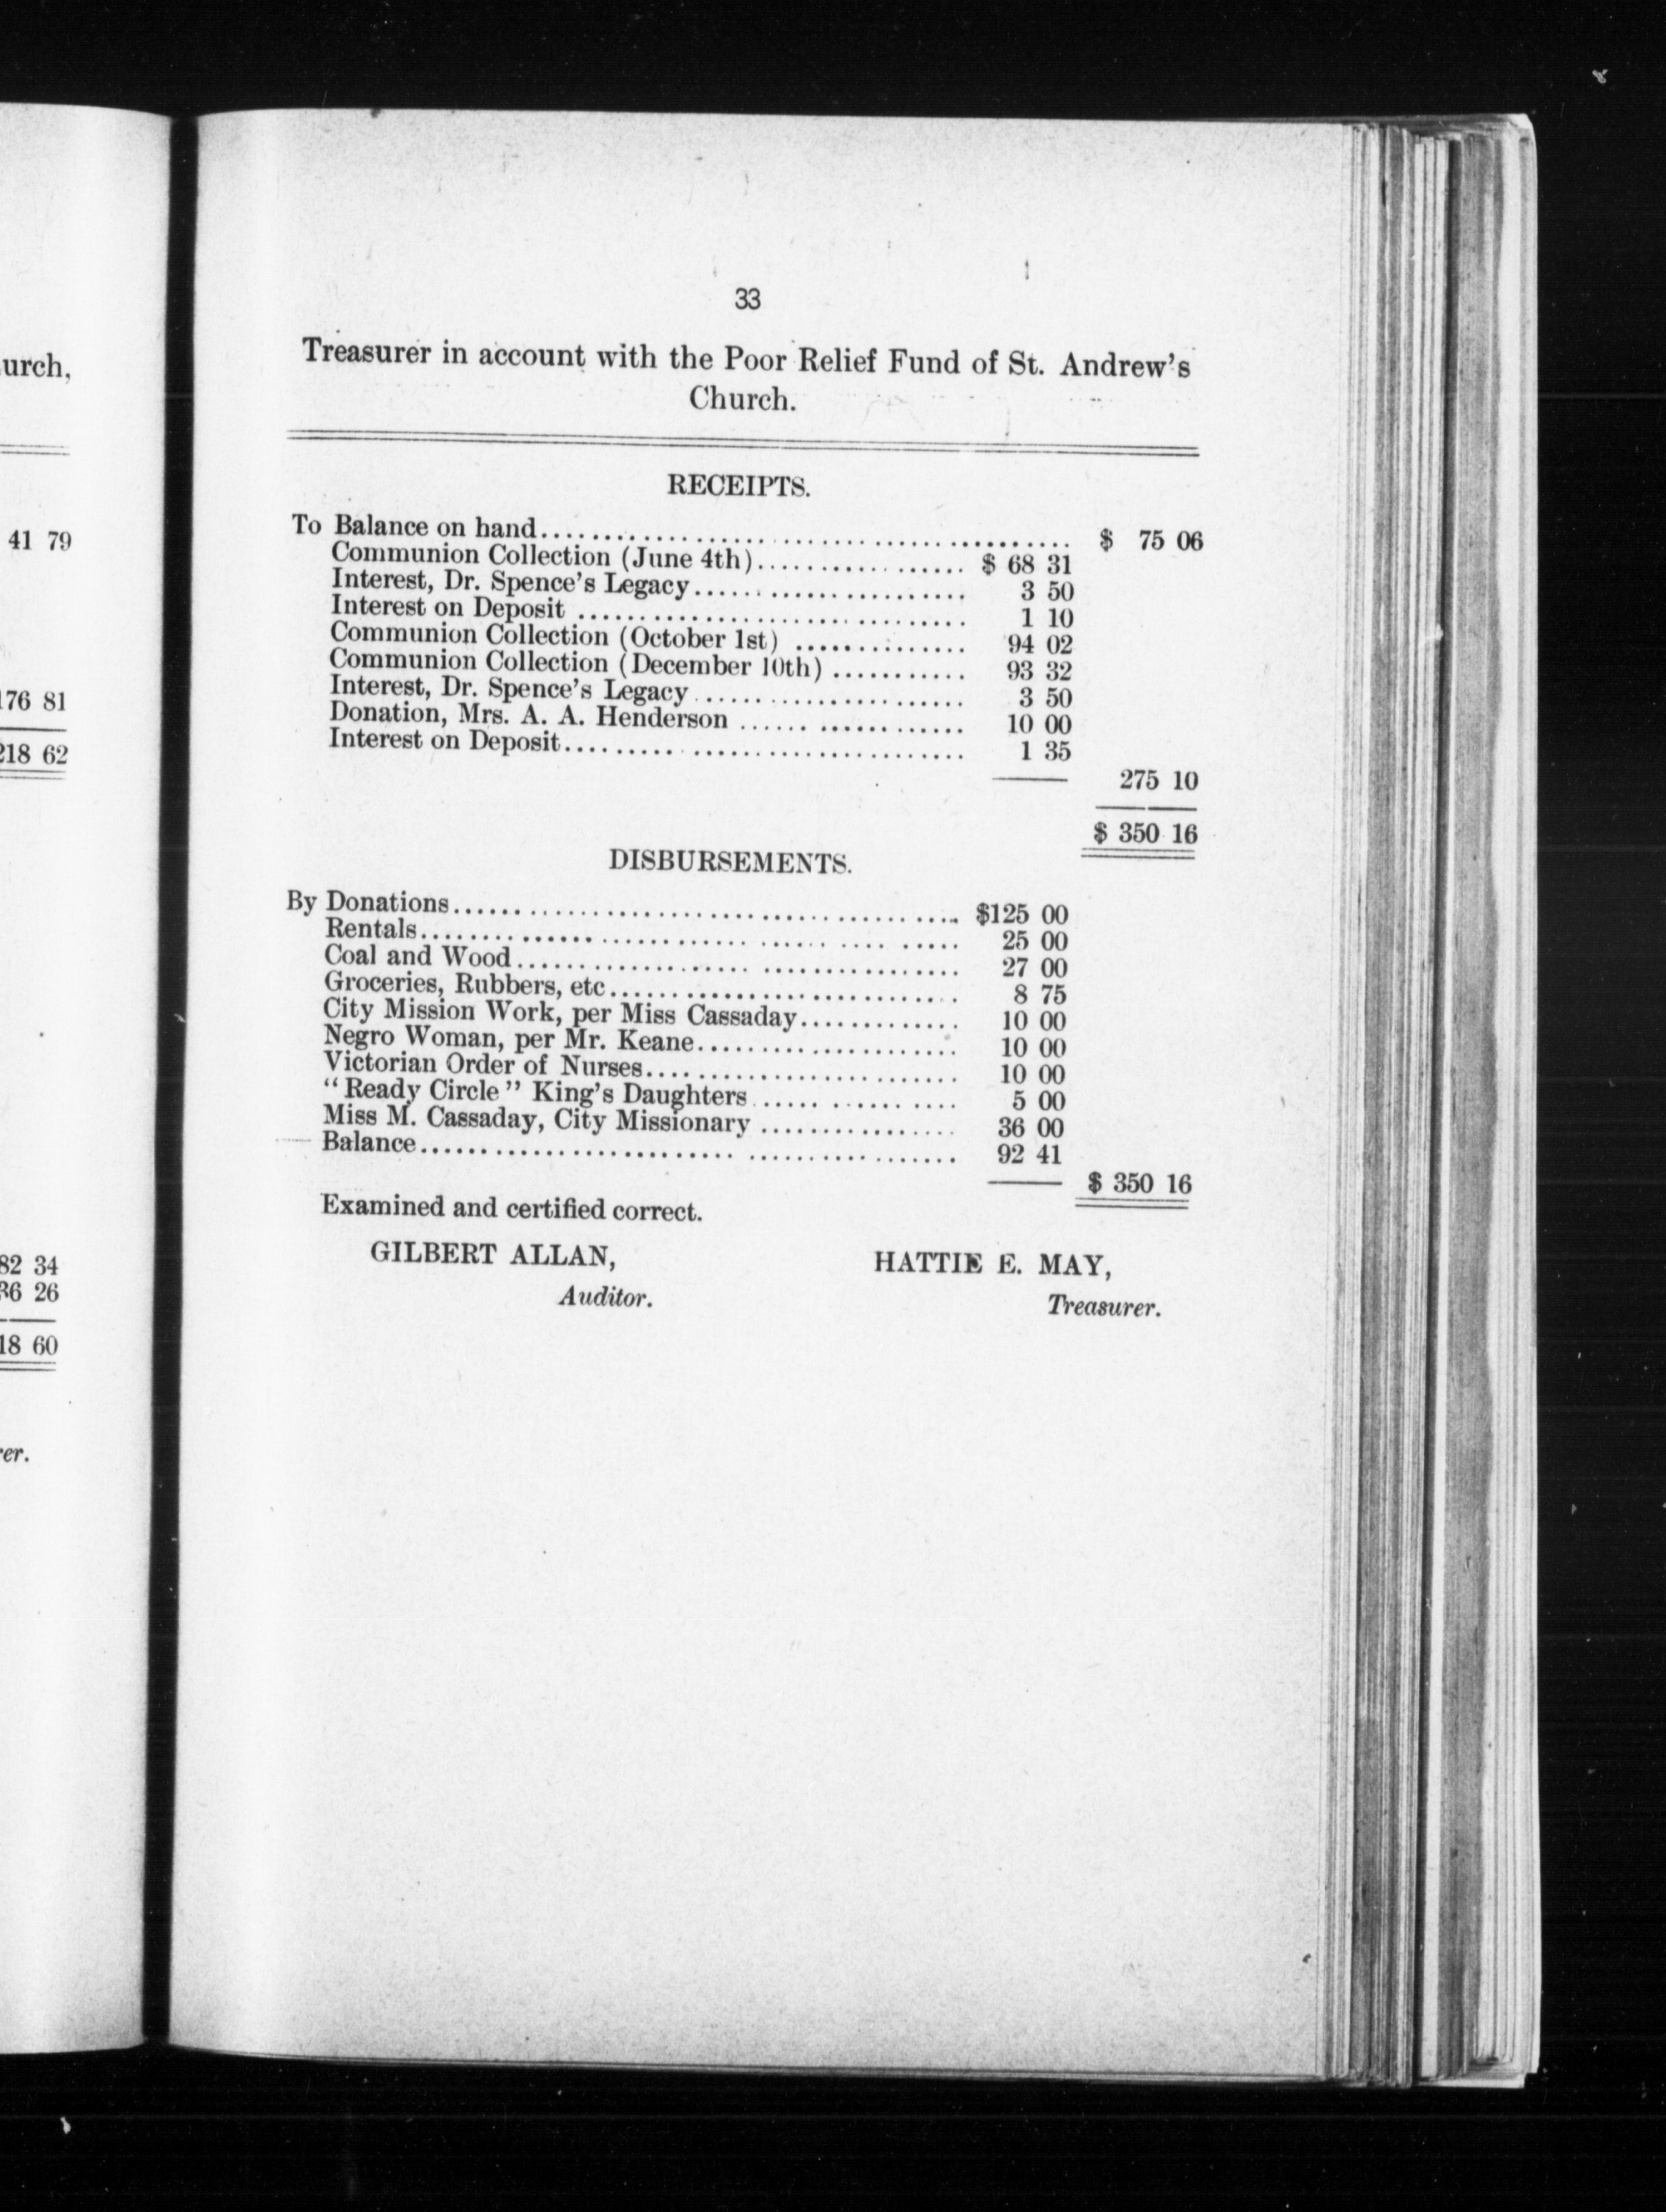 urch,
41 79
176 81
218 62
82 34
36 26
18 60
er.
33
Treasurer in account with the Poor Relief Fund of St. Andrew's
Church.
RECEIPTS.
To Balance on hand........................................ $ 75 06
Communion Collection (June 4th).................. $ 68 31
Interest, Dr. Spence's Legacy...................... 3 50
Interest on Deposit .............................. 1 10
Communion Collection (October 1st) .............. 94 02
Communion Collection (December 10th) ........... 93 32
Interest, Dr. Spence's Legacy...................... 3 50
Donation, Mrs. A. A. Henderson .................. 10 00
Interest on Deposit................................ 1 35
275 10
$ 350 16
DISBURSEMENTS.
By Donations........................................ $125 00
Rentals.......................................... 25 00
Coal and Wood.................................. 27 00
Groceries, Rubbers, etc............................ 8 75
City Mission Work, per Miss Cassaday............. 10 00
Negro Woman, per Mr. Keane..................... 10 00
Victorian Order of Nurses......................... 10 00
“Ready Circle” King's Daughters................ 5 00
Miss M. Cassaday, City Missionary ................ 36 00
Balance.......................................... 92 41
$ 350 16
Examined and certified correct.
GILBERT ALLAN, HATTIE E. MAY,
Auditor. Treasurer.